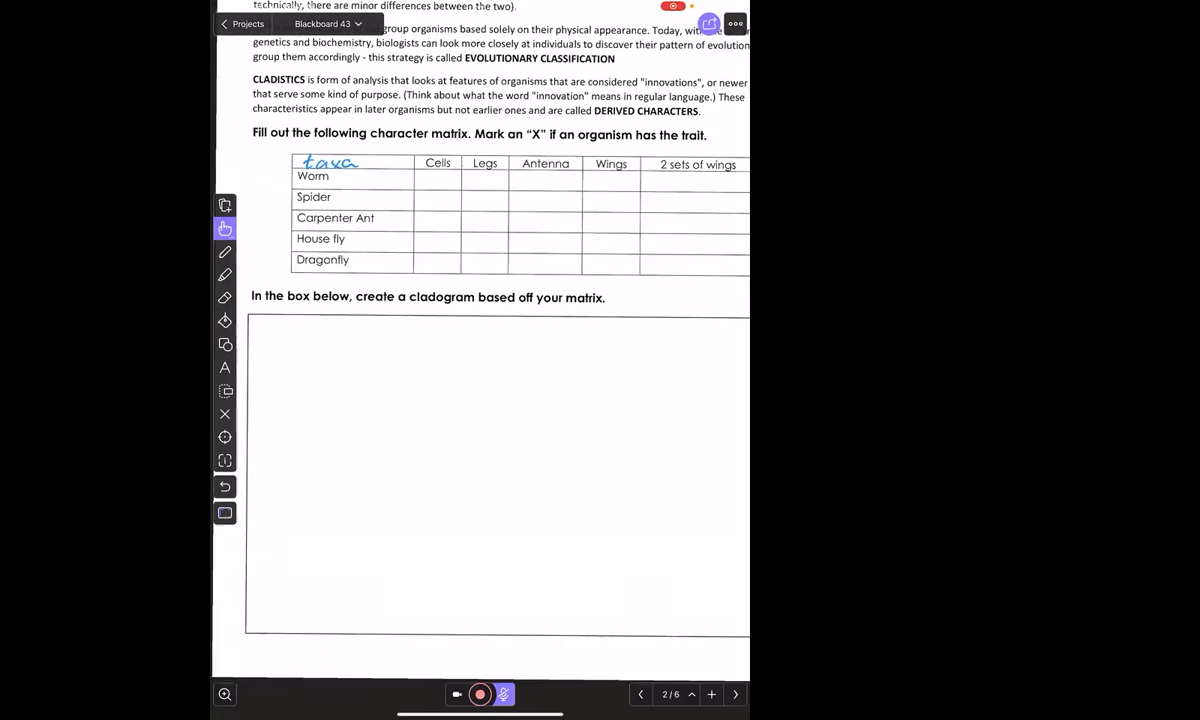 technically, there are minor differences between the two).
Projects
Blackboard 43
group organisms based solely on their physical appearance. Today, with
genetics and biochemistry, biologists can look more closely at individuals to discover their pattern of evolution
group them accordingly - this strategy is called EVOLUTIONARY CLASSIFICATION
CLADISTICS is form of analysis that looks at features of organisms that are considered "innovations", or newer
that serve some kind of purpose. (Think about what the word "innovation" means in regular language.) These
characteristics appear in later organisms but not earlier ones and are called DERIVED CHARACTERS.
Fill out the following character matrix. Mark an “X” if an organism has the trait.
taxa Cells Legs Antenna Wings 2 sets of wings
Worm
Spider
Carpenter Ant
House fly
Dragonfly
In the box below, create a cladogram based off your matrix.
2/6